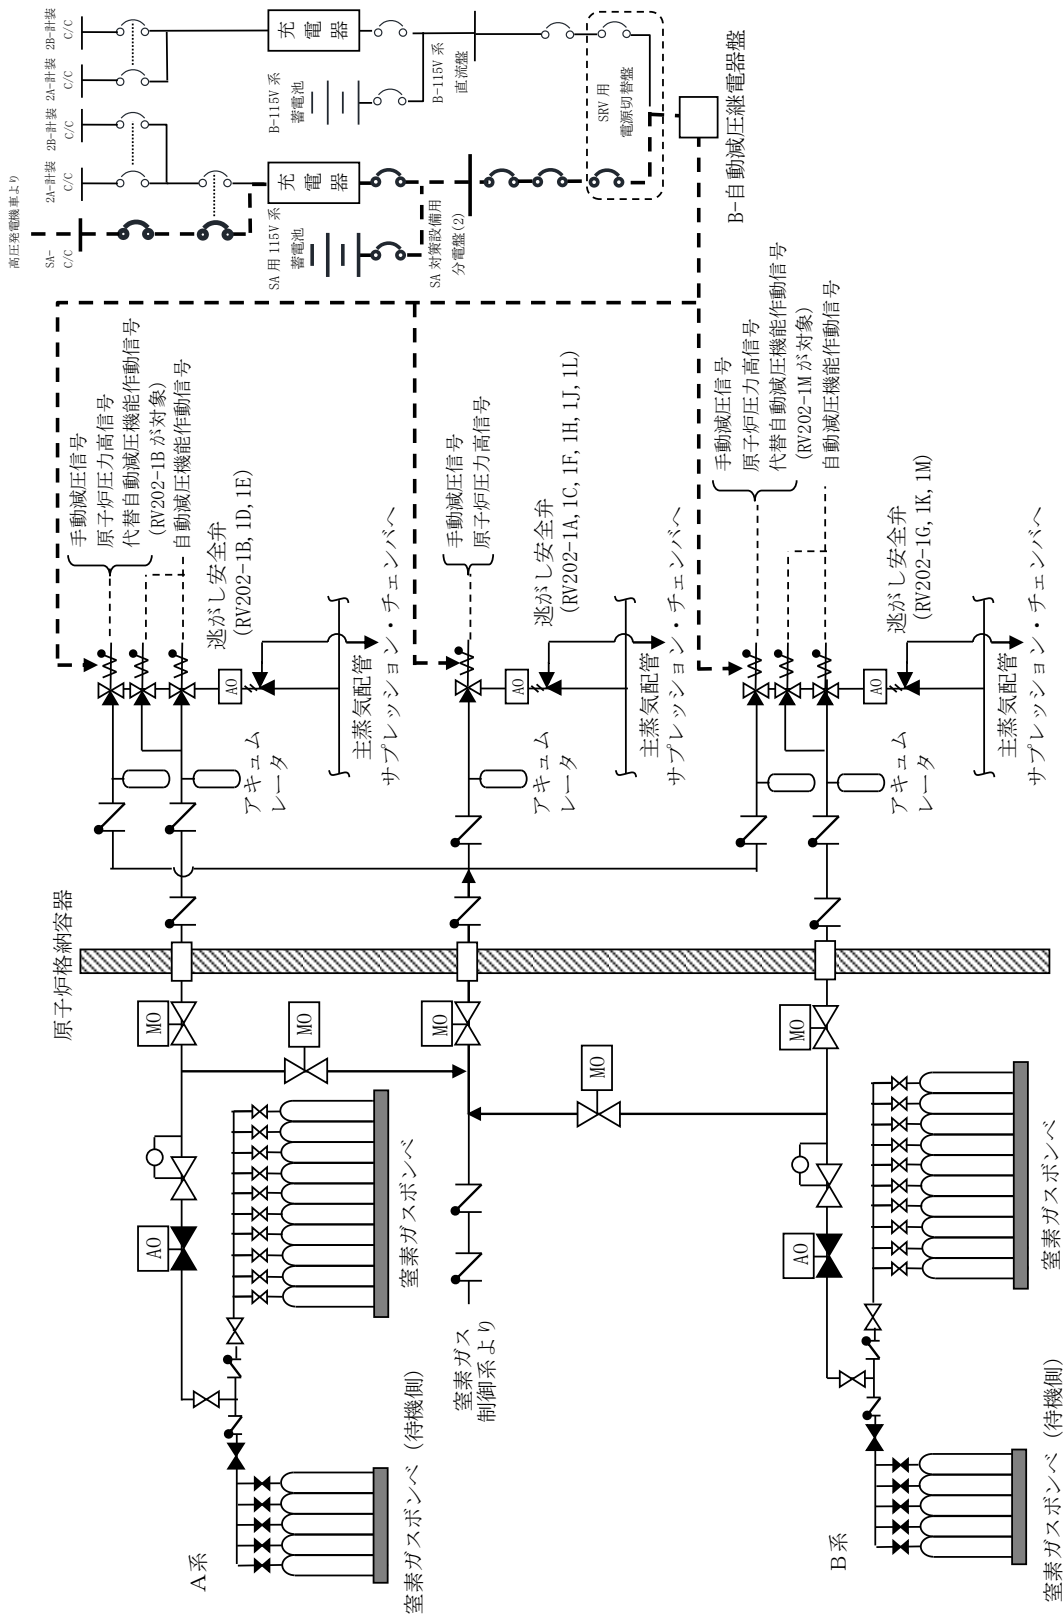 2B-計装
C/C
2A-計装
C/C
2B-計装
C/C
2A-計装
C/C
高圧発電機車より
SA-
C/C
充電器
B-115V 系
蓄電池
B-115V 系
直流盤
充電器
SA 用 115V 系
蓄電池
SA 対策設備用
分電盤(2)
SRV 用
電源切替盤
B-自動減圧継電器盤
手動減圧信号
原子炉圧力高信号
代替自動減圧機能作動信号
(RV202-1B が対象)
自動減圧機能作動信号
逃がし安全弁
(RV202-1B, 1D, 1E)
AO
主蒸気配管
サプレッション・チェンバへ
アキュム
レータ
手動減圧信号
原子炉圧力高信号
逃がし安全弁
(RV202-1A, 1C, 1F, 1H, 1J, 1L)
AO
主蒸気配管
サプレッション・チェンバへ
アキュム
レータ
手動減圧信号
原子炉圧力高信号
代替自動減圧機能作動信号
(RV202-1M が対象)
自動減圧機能作動信号
逃がし安全弁
(RV202-1G, 1K, 1M)
AO
主蒸気配管
サプレッション・チェンバへ
アキュム
レータ
原子炉格納容器
MO
MO
MO
MO
MO
AO
窒素ガスボンベ
窒素ガス
制御系より
AO
窒素ガスボンベ
A系
窒素ガスボンベ (待機側)
B系
窒素ガスボンベ (待機側)